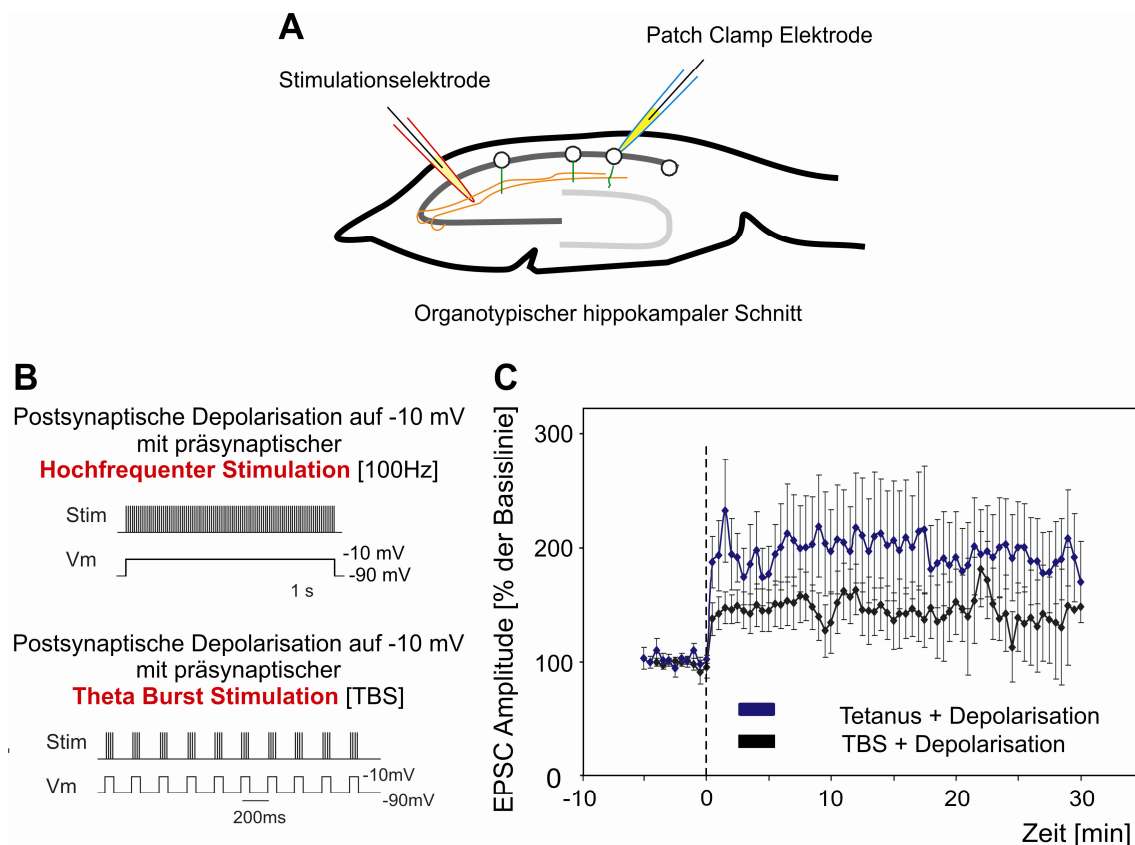 A
Patch Clamp Elektrode
Stimulationselektrode
Organotypischer hippokampaler Schnitt
B
Postsynaptische Depolarisation auf -10 mV
mit präsynaptischer
Hochfrequenter Stimulation [100Hz]
Stim
Vm
-10 mV
-90 mV
1 s
Postsynaptische Depolarisation auf -10 mV
mit präsynaptischer
Theta Burst Stimulation [TBS]
Stim
Vm
-10mV
-90mV
200ms
C
EPSC Amplitude [% der Basislinie]
300
200
100
0
Tetanus + Depolarisation
TBS + Depolarisation
-10 0 10 20 30
Zeit [min]